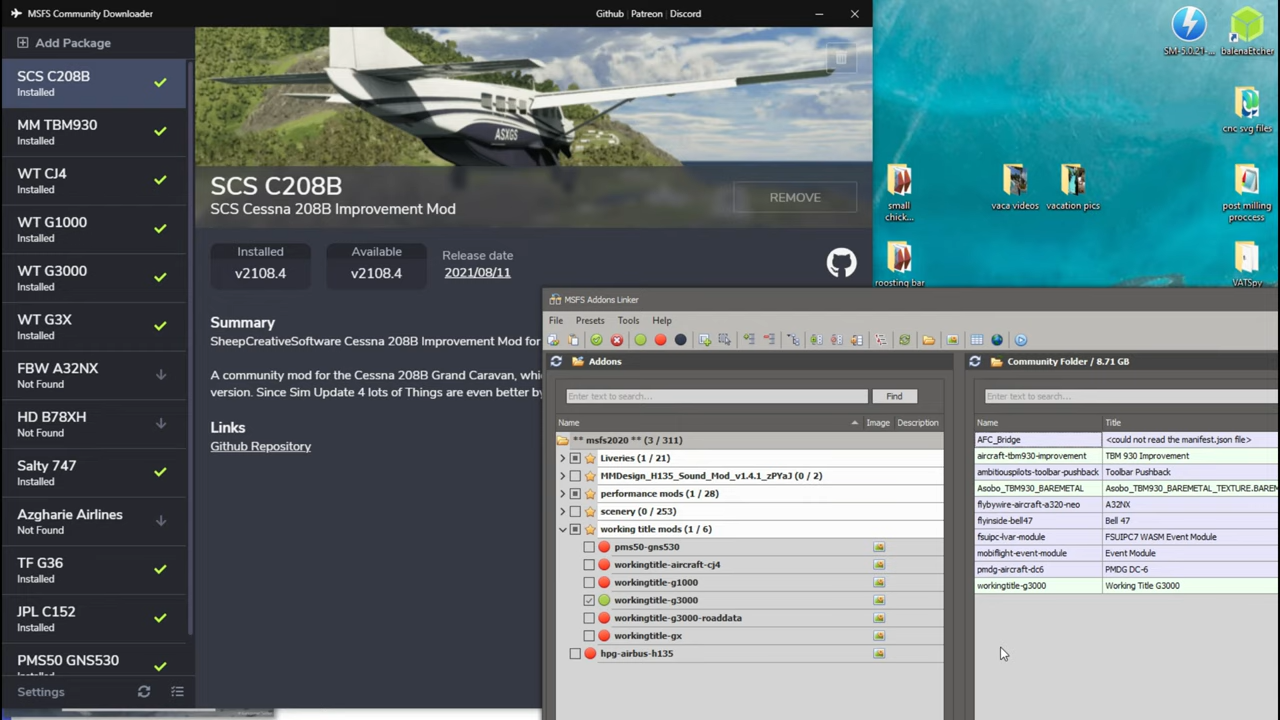 MSFS Community Downloader
Github | Patreon | Discord
Add Package
SCS C208B
Installed
MM TBM930
Installed
WT CJ4
Installed
WT G1000
Installed
WT G3000
Installed
WT G3X
Installed
FBW A32NX
Not Found
HD B78XH
Not Found
Salty 747
Installed
Azgharie Airlines
Not Found
TF G36
Installed
JPL C152
Installed
PMS50 GNS530
Installed
Settings
ASXGS
SCS C208B
SCS Cessna 208B Improvement Mod
REMOVE
Installed
v2108.4
Available
v2108.4
Release date
2021/08/11
Summary
SheepCreativeSoftware Cessna 208B Improvement Mod for
A community mod for the Cessna 208B Grand Caravan,
version. Since Sim Update 4 lots of Things are even better by
Links
Github Repository
SM-5.0.21-...
balenaEtcher
cnc svg files
small chick...
vaca videos
vacation pics
post milling proccess
roosting bar
VATSpy
MSFS Addons Linker
File Presets Tools Help
Addons
Enter text to search...
Find
Name Image Description
** msfs2020 ** (3 / 311)
Liveries (1 / 21)
MMDesign_H135_Sound_Mod_v1.4.1_zPYaJ (0 / 2)
performance mods (1 / 28)
scenery (0 / 253)
working title mods (1 / 6)
pms50-gns530
workingtitle-aircraft-cj4
workingtitle-g1000
workingtitle-g3000
workingtitle-g3000-roaddata
workingtitle-gx
hpg-airbus-h135
Community Folder / 8.71 GB
Enter text to search...
Name Title
AFC_Bridge <could not read the manifest.json file>
aircraft-tbm930-improvement TBM 930 Improvement
ambitiouspilots-toolbar-pushback Toolbar Pushback
Asobo_TBM930_BAREMETAL Asobo_TBM930_BAREMETAL_TEXTURE.BAREM
flybywire-aircraft-a320-neo A32NX
flyinside-bell47 Bell 47
fsuipc-lvar-module FSUIPC7 WASM Event Module
mobiflight-event-module Event Module
pmdg-aircraft-dc6 PMDG DC-6
workingtitle-g3000 Working Title G3000